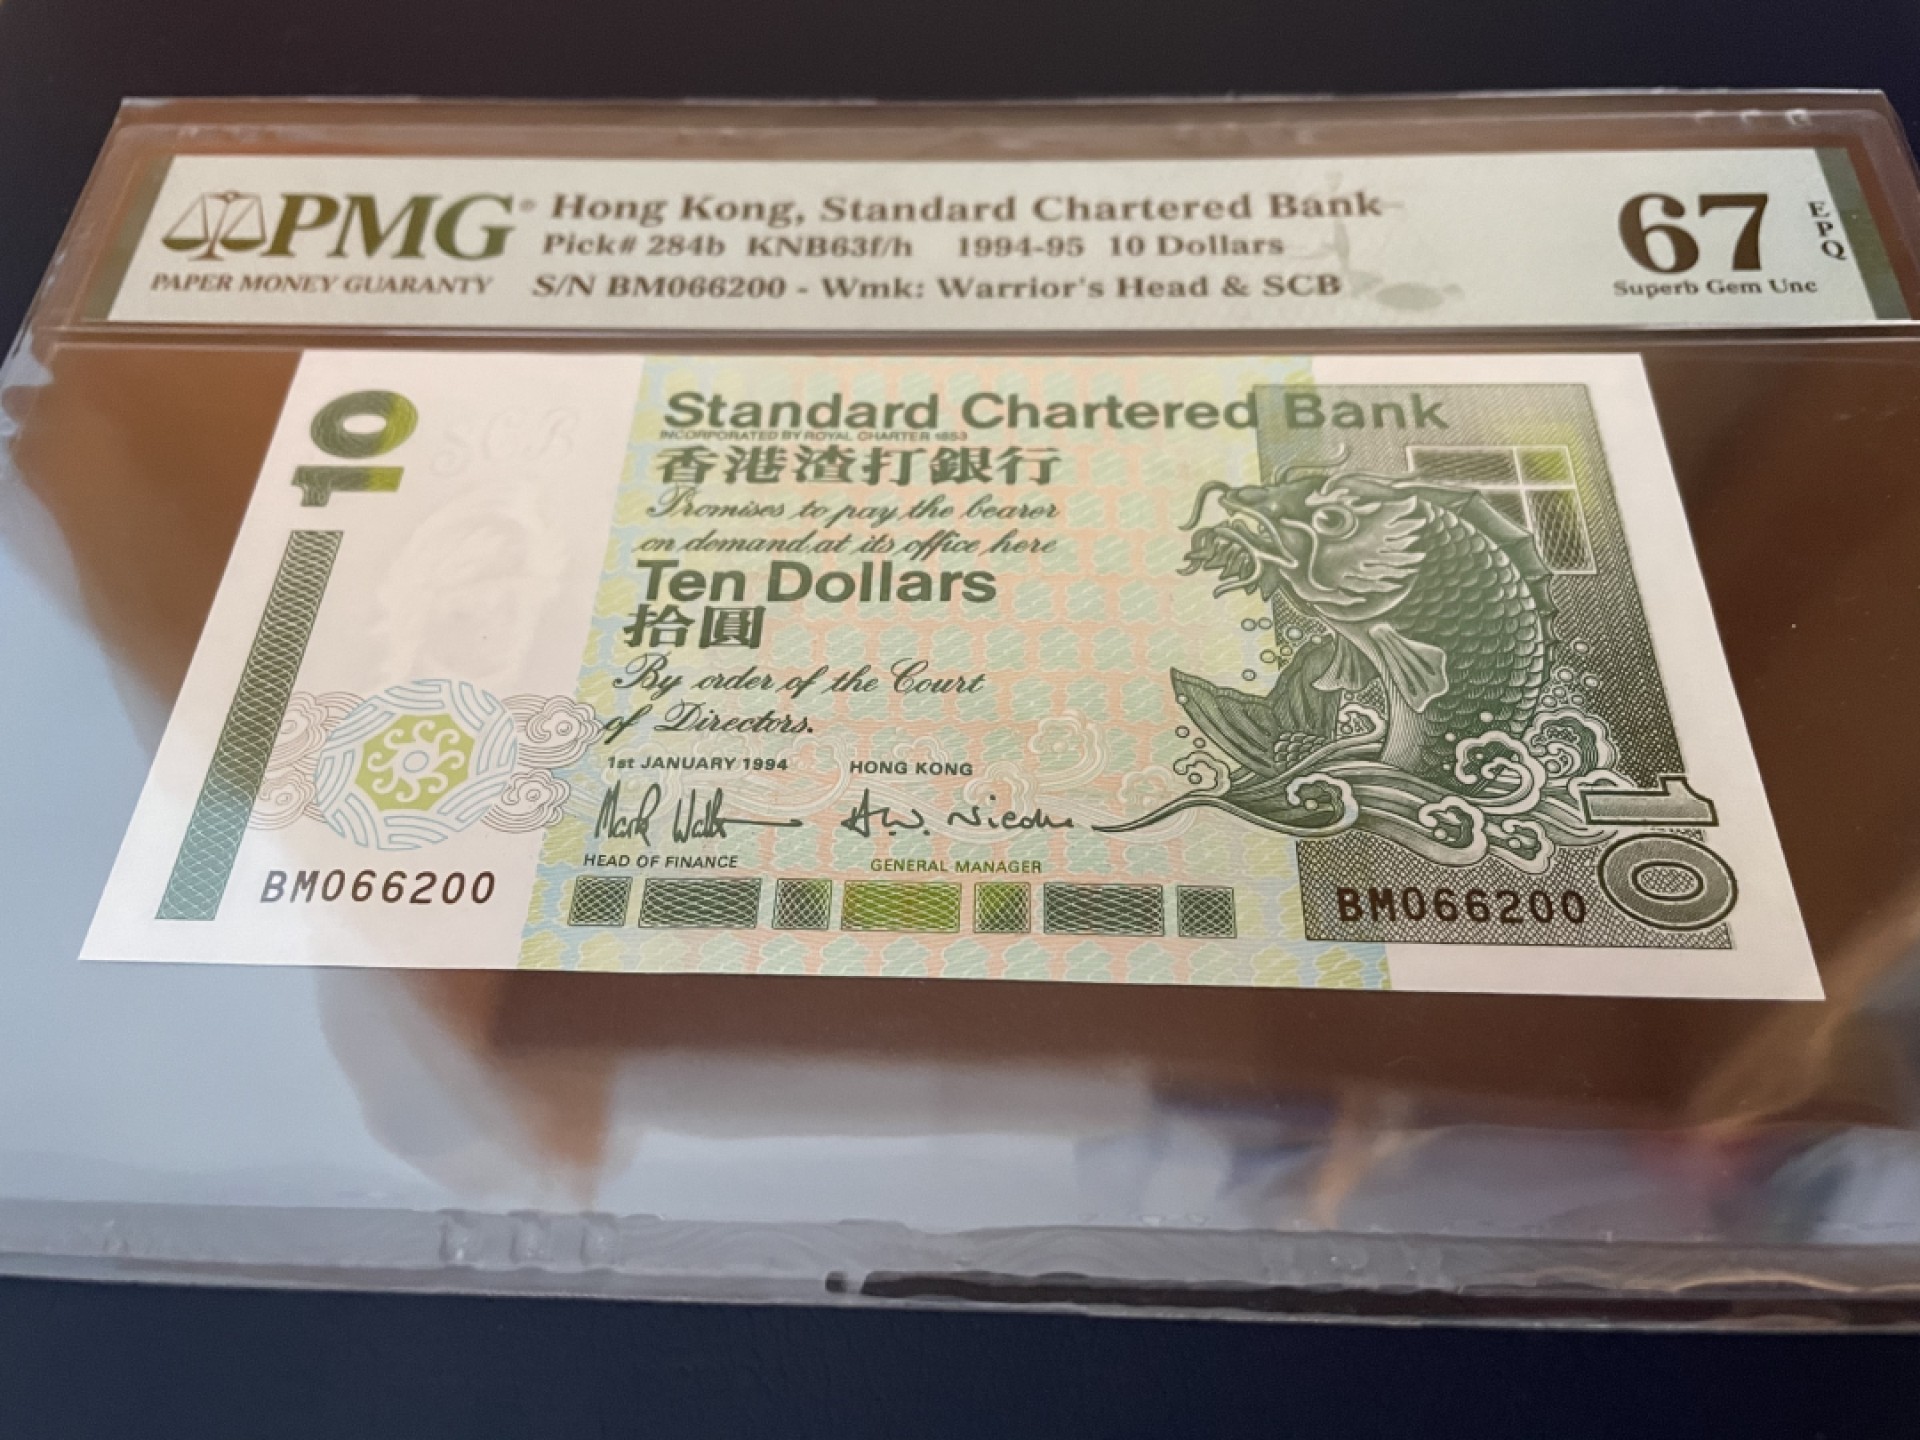 PMG® Hong Kong, Standard Chartered Bank
Pick# 284b KNB63f/h 1994-95 10 Dollars
PAPER MONEY GUARANTY
S/N BM066200 - Wmk: Warrior's Head & SCB
67
EPQ
Superb Gem Unc
10
SCB
Standard Chartered Bank
INCORPORATED BY ROYAL CHARTER 1853
香港渣打銀行
Promises to pay the bearer
on demand at its office here
Ten Dollars
拾圓
By order of the Court
of Directors.
1st JANUARY 1994 HONG KONG
HEAD OF FINANCE GENERAL MANAGER
BM066200
BM066200
10